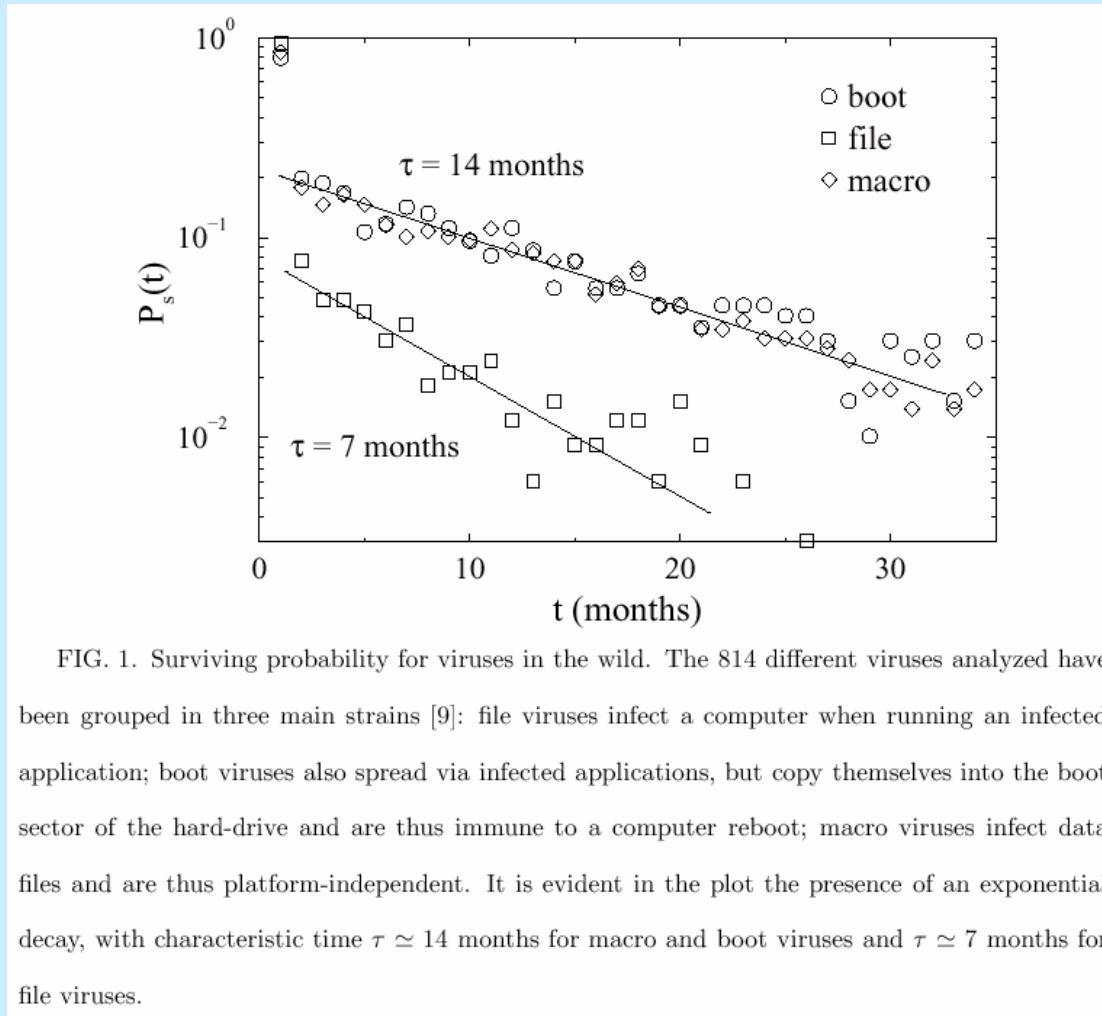 10^0
○ boot
□ file
◇ macro
τ = 14 months
10^-1
P_s(t)
10^-2
τ = 7 months
0 10 20 30
t (months)
FIG. 1. Surviving probability for viruses in the wild. The 814 different viruses analyzed have
been grouped in three main strains [9]: file viruses infect a computer when running an infected
application; boot viruses also spread via infected applications, but copy themselves into the boot
sector of the hard-drive and are thus immune to a computer reboot; macro viruses infect data
files and are thus platform-independent. It is evident in the plot the presence of an exponential
decay, with characteristic time τ ≃ 14 months for macro and boot viruses and τ ≃ 7 months for
file viruses.